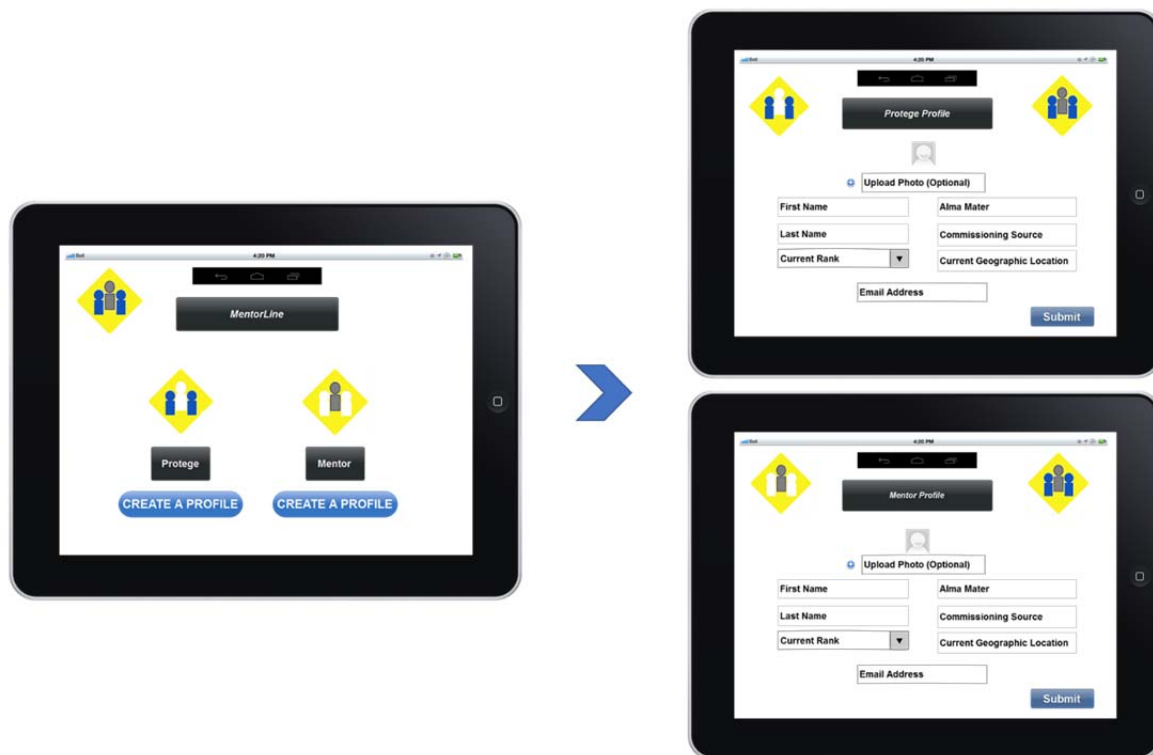 Bell 4:20 PM
MentorLine
Protege Mentor
CREATE A PROFILE CREATE A PROFILE
Bell 4:20 PM
Protege Profile
Upload Photo (Optional)
First Name Alma Mater
Last Name Commissioning Source
Current Rank Current Geographic Location
Email Address
Submit
Bell 4:20 PM
Mentor Profile
Upload Photo (Optional)
First Name Alma Mater
Last Name Commissioning Source
Current Rank Current Geographic Location
Email Address
Submit